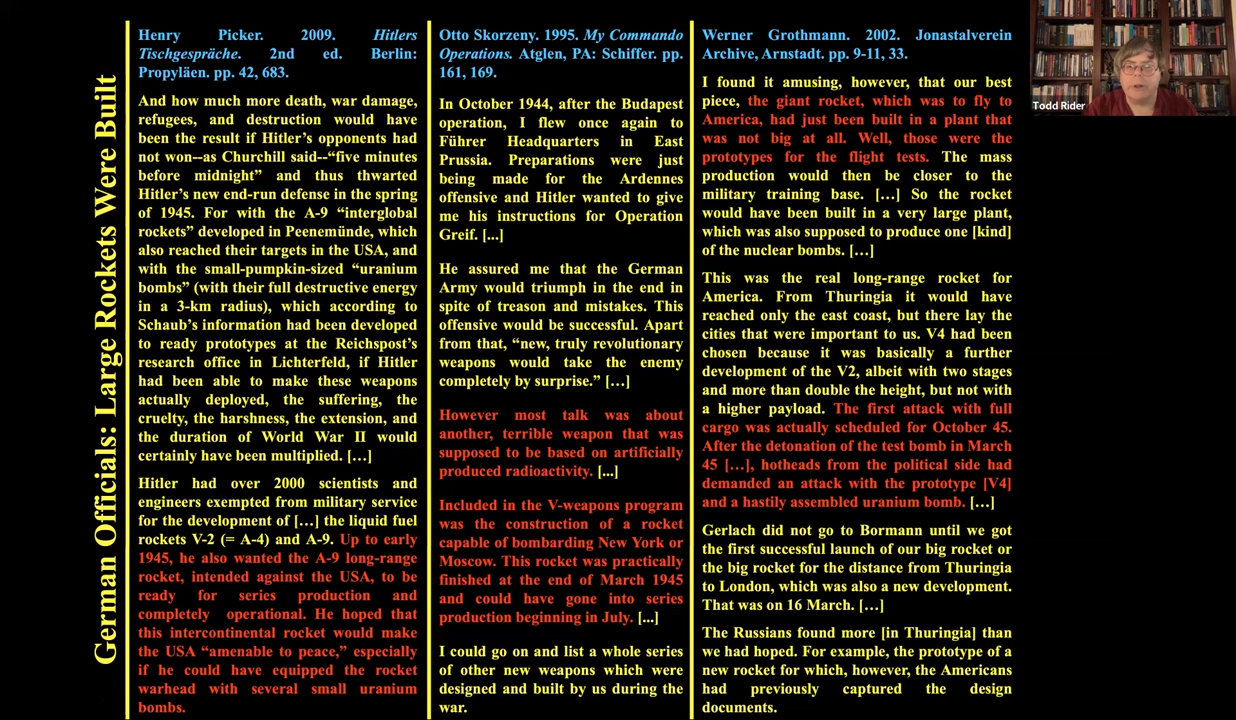 German Officials: Large Rockets Were Built
Henry Picker. 2009. Hitlers
Tischgespräche. 2nd ed. Berlin:
Propyläen. pp. 42, 683.
And how much more death, war damage,
refugees, and destruction would have
been the result if Hitler's opponents had
not won--as Churchill said--“five minutes
before midnight” and thus thwarted
Hitler's new end-run defense in the spring
of 1945. For with the A-9 “interglobal
rockets” developed in Peenemünde, which
also reached their targets in the USA, and
with the small-pumpkin-sized “uranium
bombs” (with their full destructive energy
in a 3-km radius), which according to
Schaub's information had been developed
to ready prototypes at the Reichspost's
research office in Lichterfeld, if Hitler
had been able to make these weapons
actually deployed, the suffering, the
cruelty, the harshness, the extension, and
the duration of World War II would
certainly have been multiplied. […]
Hitler had over 2000 scientists and
engineers exempted from military service
for the development of […] the liquid fuel
rockets V-2 (= A-4) and A-9. Up to early
1945, he also wanted the A-9 long-range
rocket, intended against the USA, to be
ready for series production and
completely operational. He hoped that
this intercontinental rocket would make
the USA “amenable to peace,” especially
if he could have equipped the rocket
warhead with several small uranium
bombs.
Otto Skorzeny. 1995. My Commando
Operations. Atglen, PA: Schiffer. pp.
161, 169.
In October 1944, after the Budapest
operation, I flew once again to
Führer Headquarters in East
Prussia. Preparations were just
being made for the Ardennes
offensive and Hitler wanted to give
me his instructions for Operation
Greif. [...]
He assured me that the German
Army would triumph in the end in
spite of treason and mistakes. This
offensive would be successful. Apart
from that, “new, truly revolutionary
weapons would take the enemy
completely by surprise.” […]
However most talk was about
another, terrible weapon that was
supposed to be based on artificially
produced radioactivity. [...]
Included in the V-weapons program
was the construction of a rocket
capable of bombarding New York or
Moscow. This rocket was practically
finished at the end of March 1945
and could have gone into series
production beginning in July. [...]
I could go on and list a whole series
of other new weapons which were
designed and built by us during the
war.
Werner Grothmann. 2002. Jonastalverein
Archive, Arnstadt. pp. 9-11, 33.
I found it amusing, however, that our best
piece, the giant rocket, which was to fly to
America, had just been built in a plant that
was not big at all. Well, those were the
prototypes for the flight tests. The mass
production would then be closer to the
military training base. […] So the rocket
would have been built in a very large plant,
which was also supposed to produce one [kind]
of the nuclear bombs. […]
This was the real long-range rocket for
America. From Thuringia it would have
reached only the east coast, but there lay the
cities that were important to us. V4 had been
chosen because it was basically a further
development of the V2, albeit with two stages
and more than double the height, but not with
a higher payload. The first attack with full
cargo was actually scheduled for October 45.
After the detonation of the test bomb in March
45 […], hotheads from the political side had
demanded an attack with the prototype [V4]
and a hastily assembled uranium bomb. […]
Gerlach did not go to Bormann until we got
the first successful launch of our big rocket or
the big rocket for the distance from Thuringia
to London, which was also a new development.
That was on 16 March. […]
The Russians found more [in Thuringia] than
we had hoped. For example, the prototype of a
new rocket for which, however, the Americans
had previously captured the design
documents.
Todd Rider